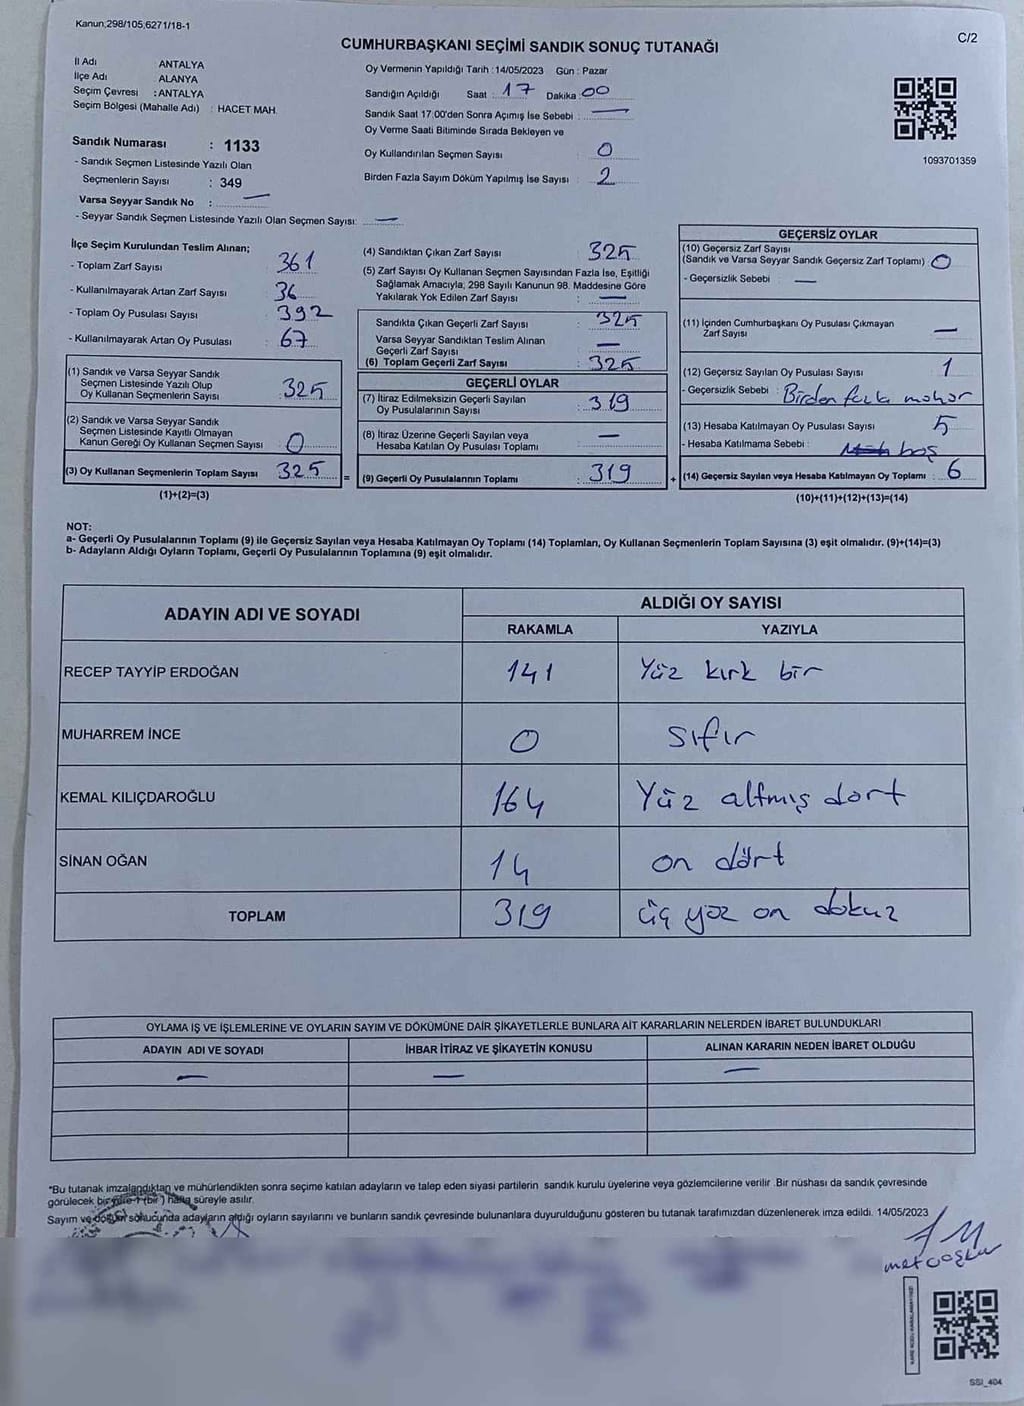 Kanun;298/105;6271/18-1
C/2
CUMHURBAŞKANI SEÇİMİ SANDIK SONUÇ TUTANAĞI
İl Adı ANTALYA
İlçe Adı ALANYA
Seçim Çevresi : ANTALYA
Seçim Bölgesi (Mahalle Adı) : HACET MAH.
Sandık Numarası : 1133
- Sandık Seçmen Listesinde Yazılı Olan
Seçmenlerin Sayısı : 349
Varsa Seyyar Sandık No : —
- Seyyar Sandık Seçmen Listesinde Yazılı Olan Seçmen Sayısı: —
Oy Vermenin Yapıldığı Tarih : 14/05/2023 Gün : Pazar
Sandığın Açıldığı Saat : 17 Dakika : 00
Sandık Saat 17:00'den Sonra Açımış İse Sebebi : —
Oy Verme Saati Bitiminde Sırada Bekleyen ve
Oy Kullandırılan Seçmen Sayısı : 0
Birden Fazla Sayım Döküm Yapılmış İse Sayısı : 2
1093701359
İlçe Seçim Kurulundan Teslim Alınan;
- Toplam Zarf Sayısı 361
- Kullanılmayarak Artan Zarf Sayısı : 36
- Toplam Oy Pusulası Sayısı : 392
- Kullanılmayarak Artan Oy Pusulası : 67
(1) Sandık ve Varsa Seyyar Sandık
Seçmen Listesinde Yazılı Olup
Oy Kullanan Seçmenlerin Sayısı : 325
(2) Sandık ve Varsa Seyyar Sandık
Seçmen Listesinde Kayıtlı Olmayan
Kanun Gereği Oy Kullanan Seçmen Sayısı : 0
(3) Oy Kullanan Seçmenlerin Toplam Sayısı : 325 =
(1)+(2)=(3)
(4) Sandıktan Çıkan Zarf Sayısı : 325
(5) Zarf Sayısı Oy Kullanan Seçmen Sayısından Fazla İse, Eşitliği
Sağlamak Amacıyla, 298 Sayılı Kanunun 98. Maddesine Göre
Yakılarak Yok Edilen Zarf Sayısı : —
Sandıkta Çıkan Geçerli Zarf Sayısı : 325
Varsa Seyyar Sandıktan Teslim Alınan
Geçerli Zarf Sayısı : —
(6) Toplam Geçerli Zarf Sayısı : 325
GEÇERLİ OYLAR
(7) İtiraz Edilmeksizin Geçerli Sayılan
Oy Pusulalarının Sayısı : 319
(8) İtiraz Üzerine Geçerli Sayılan veya
Hesaba Katılan Oy Pusulası Toplamı : —
(9) Geçerli Oy Pusulalarının Toplamı : 319 +
GEÇERSİZ OYLAR
(10) Geçersiz Zarf Sayısı
(Sandık ve Varsa Seyyar Sandık Geçersiz Zarf Toplamı) : 0
- Geçersizlik Sebebi : —
(11) İçinden Cumhurbaşkanı Oy Pusulası Çıkmayan
Zarf Sayısı —
(12) Geçersiz Sayılan Oy Pusulası Sayısı : 1
- Geçersizlik Sebebi : Birden fazla mohor
(13) Hesaba Katılmayan Oy Pusulası Sayısı : 5
- Hesaba Katılmama Sebebi : boş
(14) Geçersiz Sayılan veya Hesaba Katılmayan Oy Toplamı : 6
(10)+(11)+(12)+(13)=(14)
NOT:
a- Geçerli Oy Pusulalarının Toplamı (9) ile Geçersiz Sayılan veya Hesaba Katılmayan Oy Toplamı (14) Toplamları, Oy Kullanan Seçmenlerin Toplam Sayısına (3) eşit olmalıdır. (9)+(14)=(3)
b- Adayların Aldığı Oyların Toplamı, Geçerli Oy Pusulalarının Toplamına (9) eşit olmalıdır.
ADAYIN ADI VE SOYADI ALDIĞI OY SAYISI
RAKAMLA YAZIYLA
RECEP TAYYİP ERDOĞAN 141 Yüz kırk bir
MUHARREM İNCE 0 sıfır
KEMAL KILIÇDAROĞLU 164 Yüz altmış dört
SİNAN OĞAN 14 on dört
TOPLAM 319 üç yüz on dokuz
OYLAMA İŞ VE İŞLEMLERİNE VE OYLARIN SAYIM VE DÖKÜMÜNE DAİR ŞİKAYETLERLE BUNLARA AİT KARARLARIN NELERDEN İBARET BULUNDUKLARI
ADAYIN ADI VE SOYADI İHBAR İTİRAZ VE ŞİKAYETİN KONUSU ALINAN KARARIN NEDEN İBARET OLDUĞU
— — —
*Bu tutanak imzalandıktan ve mühürlendikten sonra seçime katılan adayların ve talep eden siyasi partilerin sandık kurulu üyelerine veya gözlemcilerine verilir .Bir nüshası da sandık çevresinde
görülecek bir yere 1 (bir ) hafta süreyle asılır.
Sayım ve döküm sonucunda adayların aldığı oyların sayılarını ve bunların sandık çevresinde bulunanlara duyurulduğunu gösteren bu tutanak tarafımızdan düzenlenerek imza edildi. 14/05/2023
SSI_404